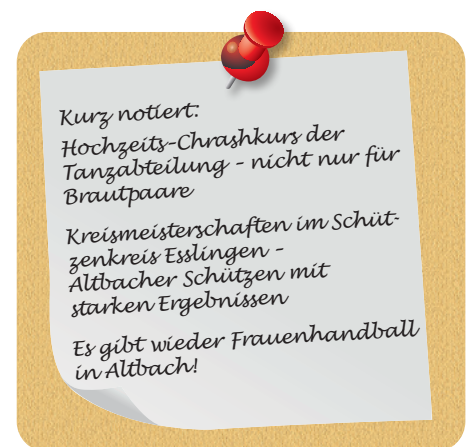 Kurz notiert:
Hochzeits-Chrashkurs der
Tanzabteilung - nicht nur für
Brautpaare
Kreismeisterschaften im Schüt-
zenkreis Esslingen -
Altbacher Schützen mit
starken Ergebnissen
Es gibt wieder Frauenhandball
in Altbach!